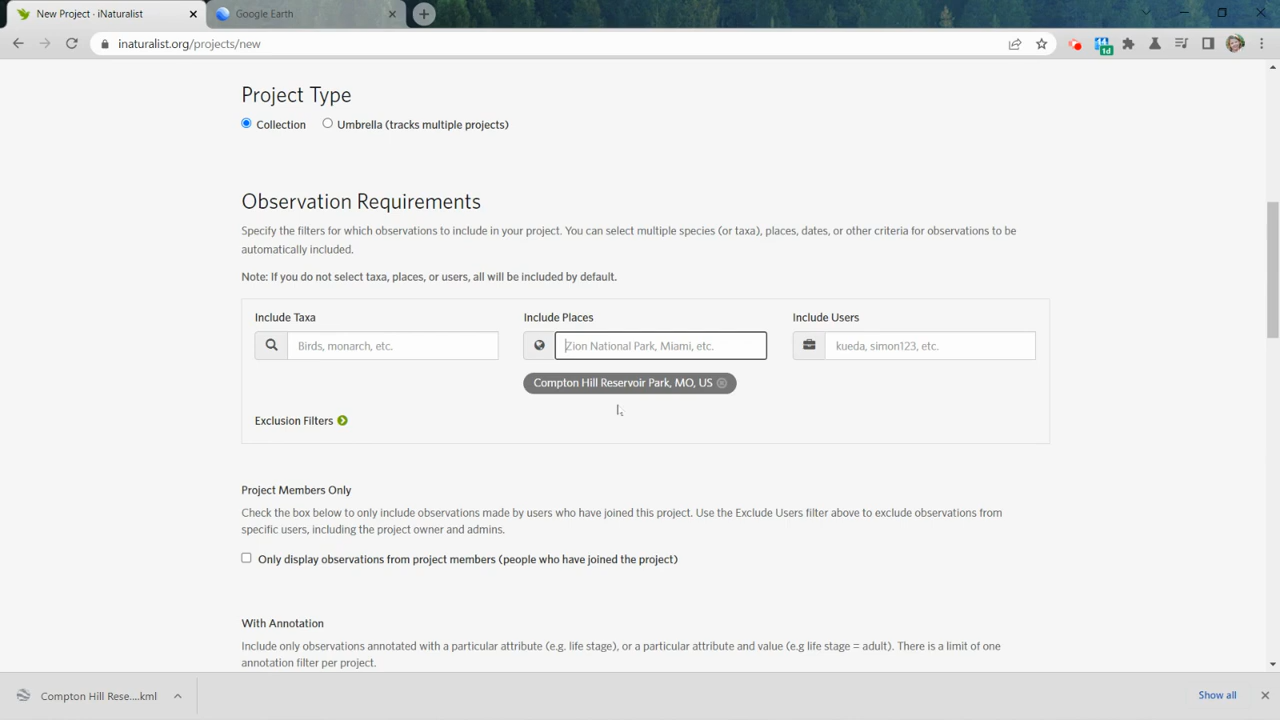 New Project · iNaturalist
Google Earth
inaturalist.org/projects/new
1d
Project Type
Collection
Umbrella (tracks multiple projects)
Observation Requirements
Specify the filters for which observations to include in your project. You can select multiple species (or taxa), places, dates, or other criteria for observations to be
automatically included.
Note: If you do not select taxa, places, or users, all will be included by default.
Include Taxa
Include Places
Include Users
Birds, monarch, etc.
Zion National Park, Miami, etc.
kueda, simon123, etc.
Compton Hill Reservoir Park, MO, US
Exclusion Filters
Project Members Only
Check the box below to only include observations made by users who have joined this project. Use the Exclude Users filter above to exclude observations from
specific users, including the project owner and admins.
Only display observations from project members (people who have joined the project)
With Annotation
Include only observations annotated with a particular attribute (e.g. life stage), or a particular attribute and value (e.g life stage = adult). There is a limit of one
annotation filter per project.
Compton Hill Rese....kml
Show all